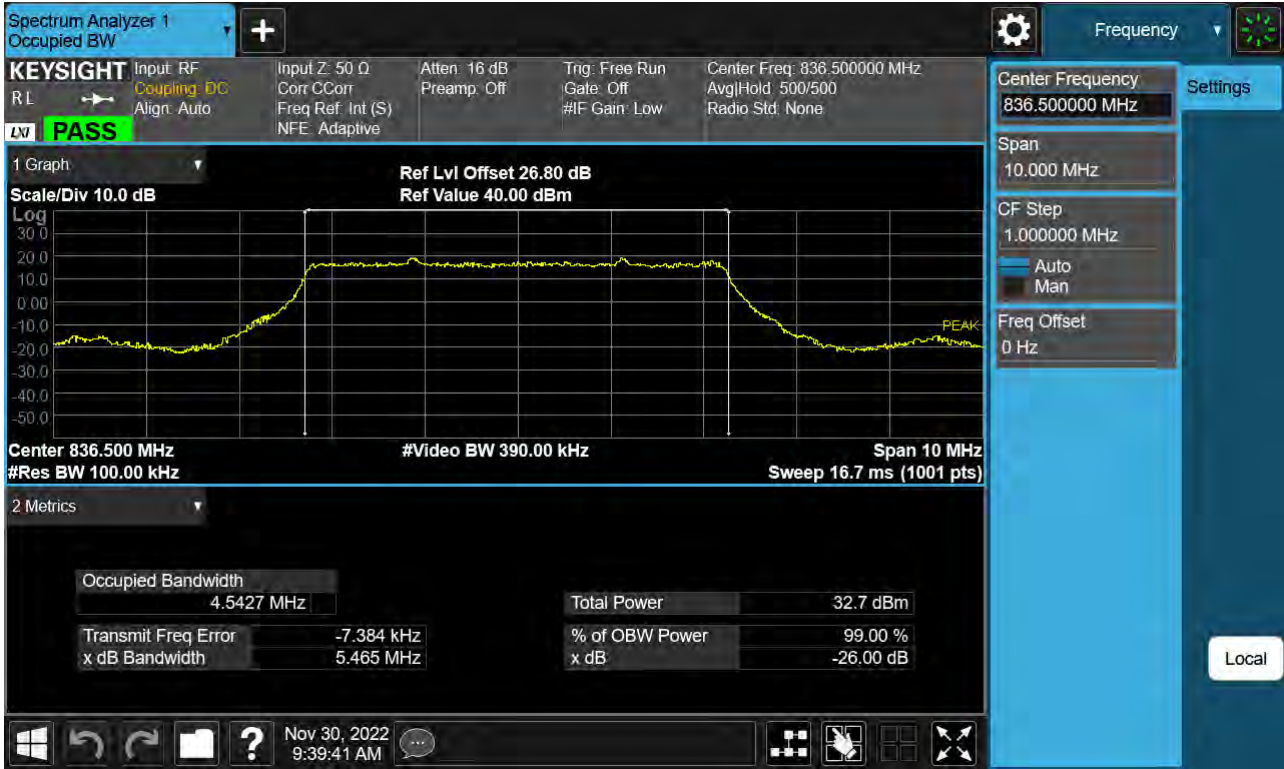 Spectrum Analyzer 1
Occupied BW
Frequency
KEYSIGHT
RL
LXI
PASS
Input: RF
Coupling: DC
Align: Auto
Input Z: 50 Ω
Corr CCorr
Freq Ref: Int (S)
NFE: Adaptive
Atten: 16 dB
Preamp: Off
Trig: Free Run
Gate: Off
#IF Gain: Low
Center Freq: 836.500000 MHz
Avg|Hold: 500/500
Radio Std: None
Center Frequency
836.500000 MHz
Settings
Span
10.000 MHz
CF Step
1.000000 MHz
Auto
Man
Freq Offset
0 Hz
Local
1 Graph
Scale/Div 10.0 dB
Ref Lvl Offset 26.80 dB
Ref Value 40.00 dBm
Log
30.0
20.0
10.0
0.00
-10.0
-20.0
-30.0
-40.0
-50.0
PEAK
Center 836.500 MHz
#Video BW 390.00 kHz
Span 10 MHz
#Res BW 100.00 kHz
Sweep 16.7 ms (1001 pts)
2 Metrics
Occupied Bandwidth
4.5427 MHz
Total Power 32.7 dBm
Transmit Freq Error -7.384 kHz
% of OBW Power 99.00 %
x dB Bandwidth 5.465 MHz
x dB -26.00 dB
?
Nov 30, 2022
9:39:41 AM